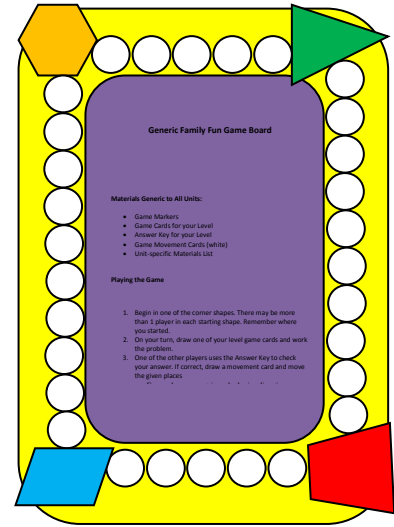 Generic Family Fun Game Board
Materials Generic to All Units:
• Game Markers
• Game Cards for your Level
• Answer Key for your Level
• Game Movement Cards (white)
• Unit-specific Materials List
Playing the Game
1. Begin in one of the corner shapes. There may be more
than 1 player in each starting shape. Remember where
you started.
2. On your turn, draw one of your level game cards and work
the problem.
3. One of the other players uses the Answer Key to check
your answer. If correct, draw a movement card and move
the given places